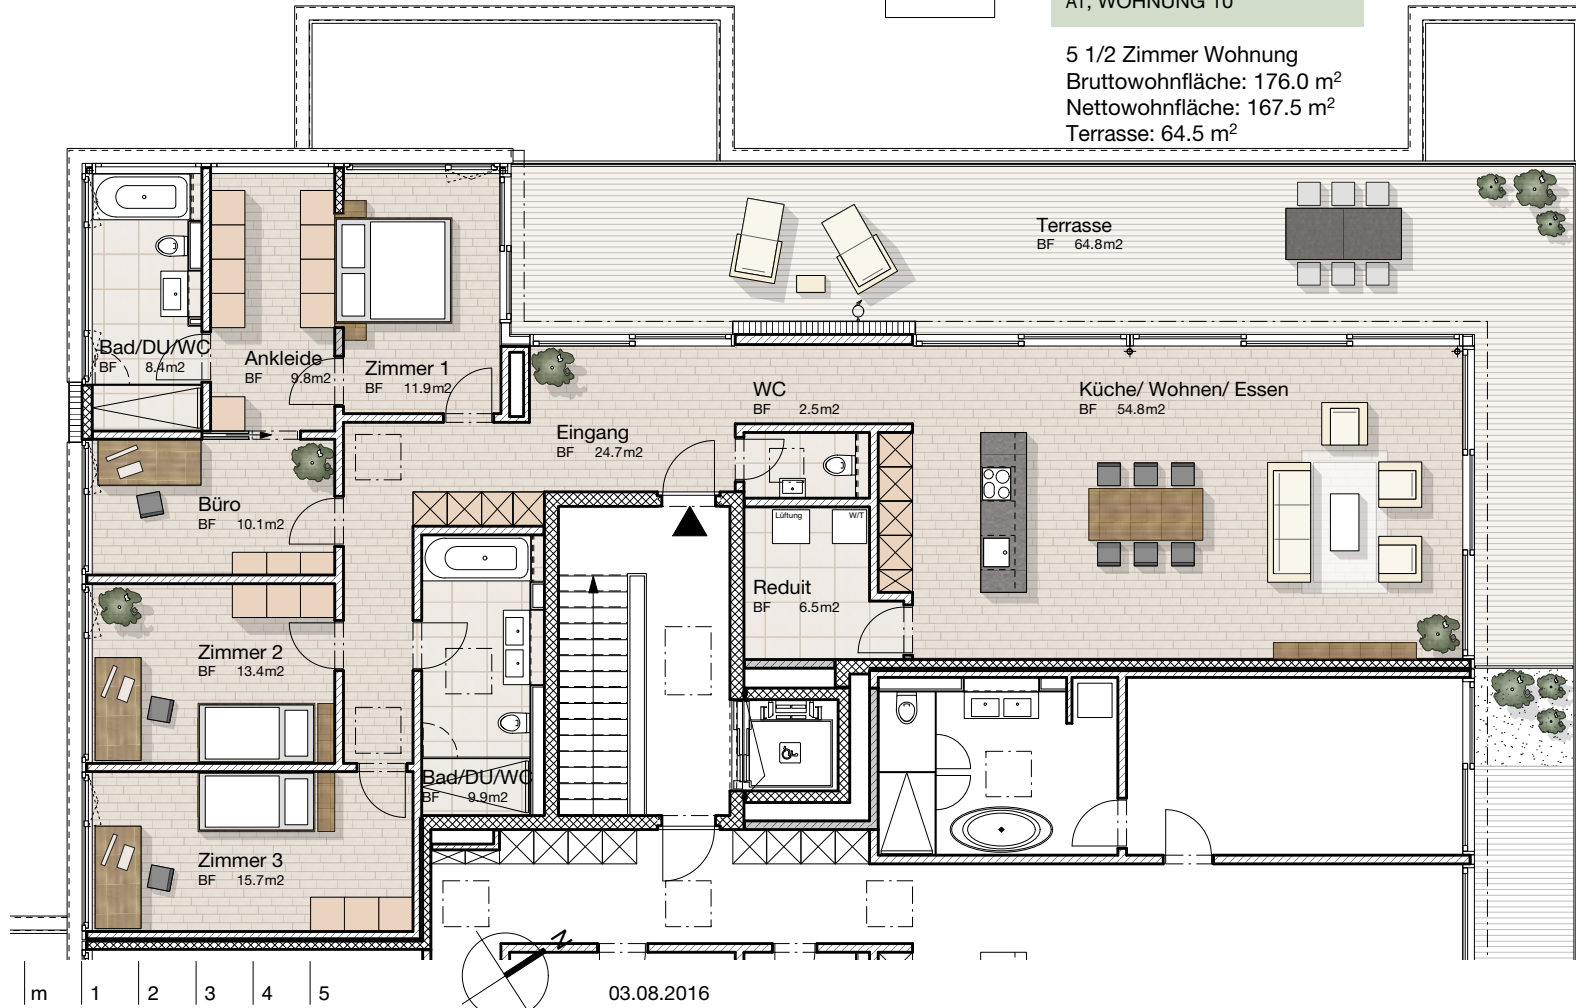 A1, WOHNUNG 10
5 1/2 Zimmer Wohnung
Bruttowohnfläche: 176.0 m²
Nettowohnfläche: 167.5 m²
Terrasse: 64.5 m²
Terrasse
BF 64.8m2
Bad/DU/WC
BF 8.4m2
Ankleide
BF 9.8m2
Zimmer 1
BF 11.9m2
WC
BF 2.5m2
Küche/ Wohnen/ Essen
BF 54.8m2
Eingang
BF 24.7m2
Büro
BF 10.1m2
Lüftung
W/T
Reduit
BF 6.5m2
Zimmer 2
BF 13.4m2
Bad/DU/WC
BF 9.9m2
Zimmer 3
BF 15.7m2
N
m 1 2 3 4 5
03.08.2016